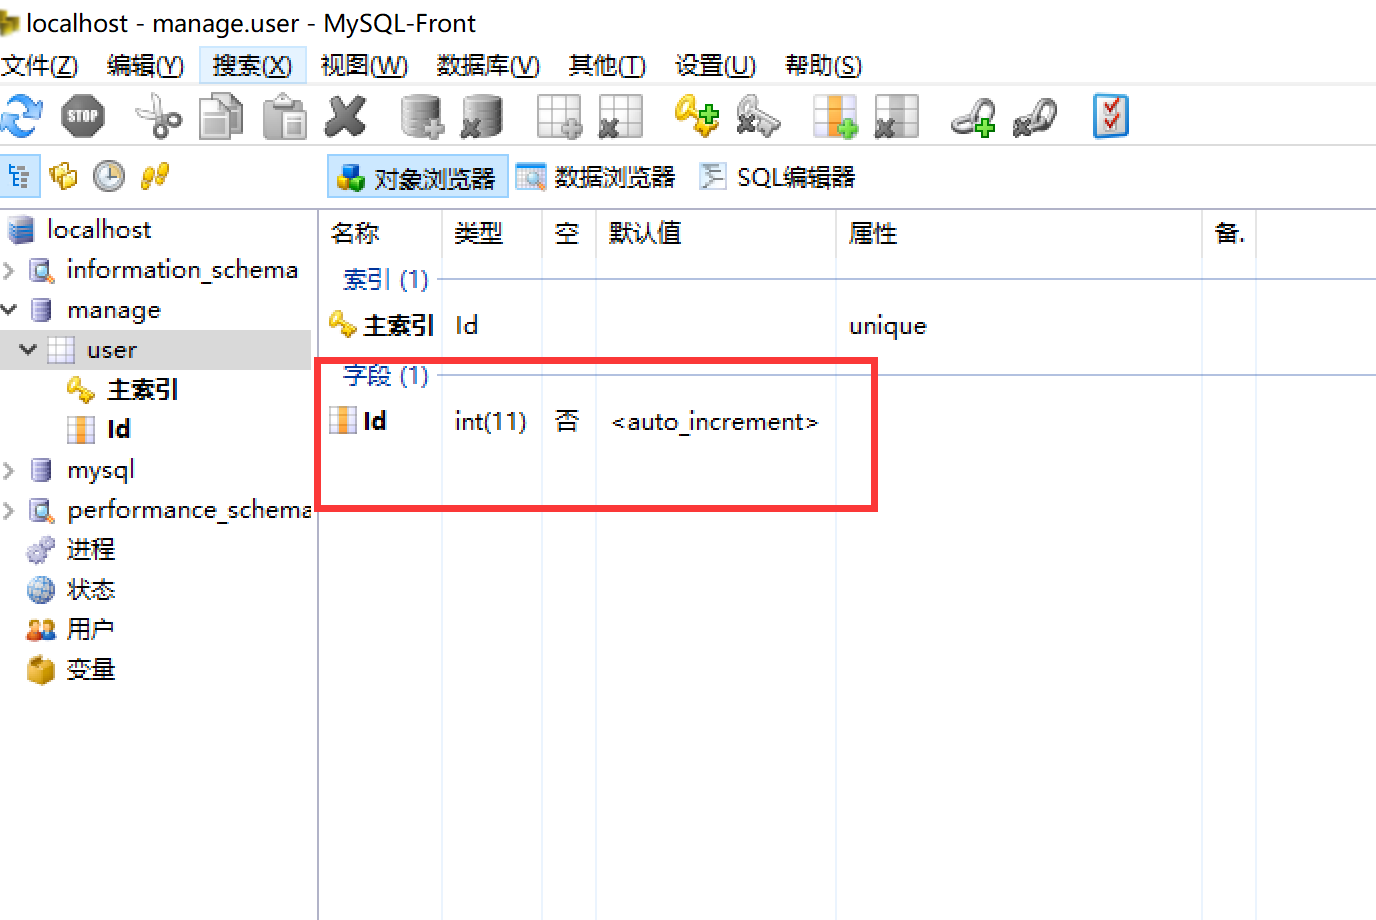 localhost - manage.user - MySQL-Front
文件(Z) 编辑(Y) 搜索(X) 视图(W) 数据库(V) 其他(T) 设置(U) 帮助(S)
STOP
对象浏览器 数据浏览器 SQL编辑器
localhost
information_schema
manage
user
主索引
Id
mysql
performance_schema
进程
状态
用户
变量
名称 类型 空 默认值 属性 备.
索引 (1)
主索引 Id unique
字段 (1)
Id int(11) 否 <auto_increment>